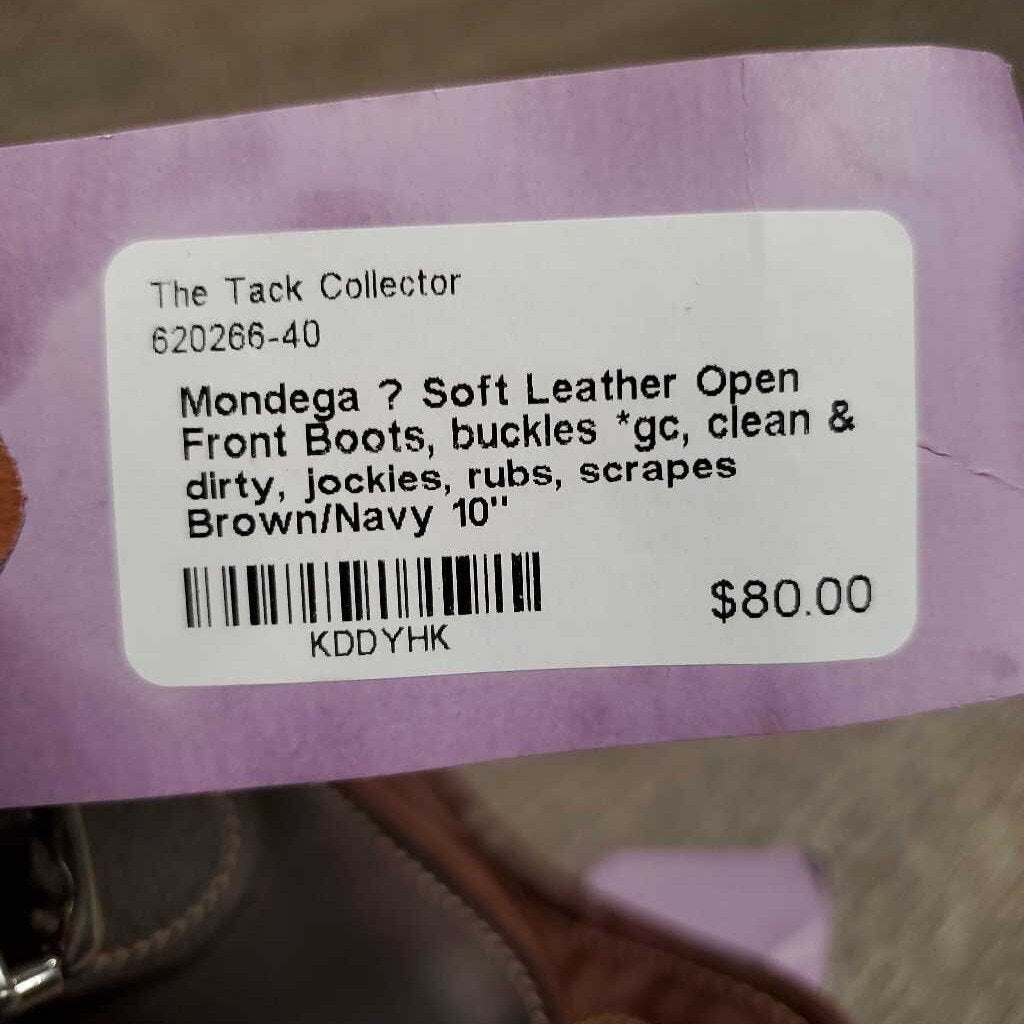 The Tack Collector
620266-40
Mondega ? Soft Leather Open
Front Boots, buckles *gc, clean &
dirty, jockies, rubs, scrapes
Brown/Navy 10"
KDDYHK
$80.00